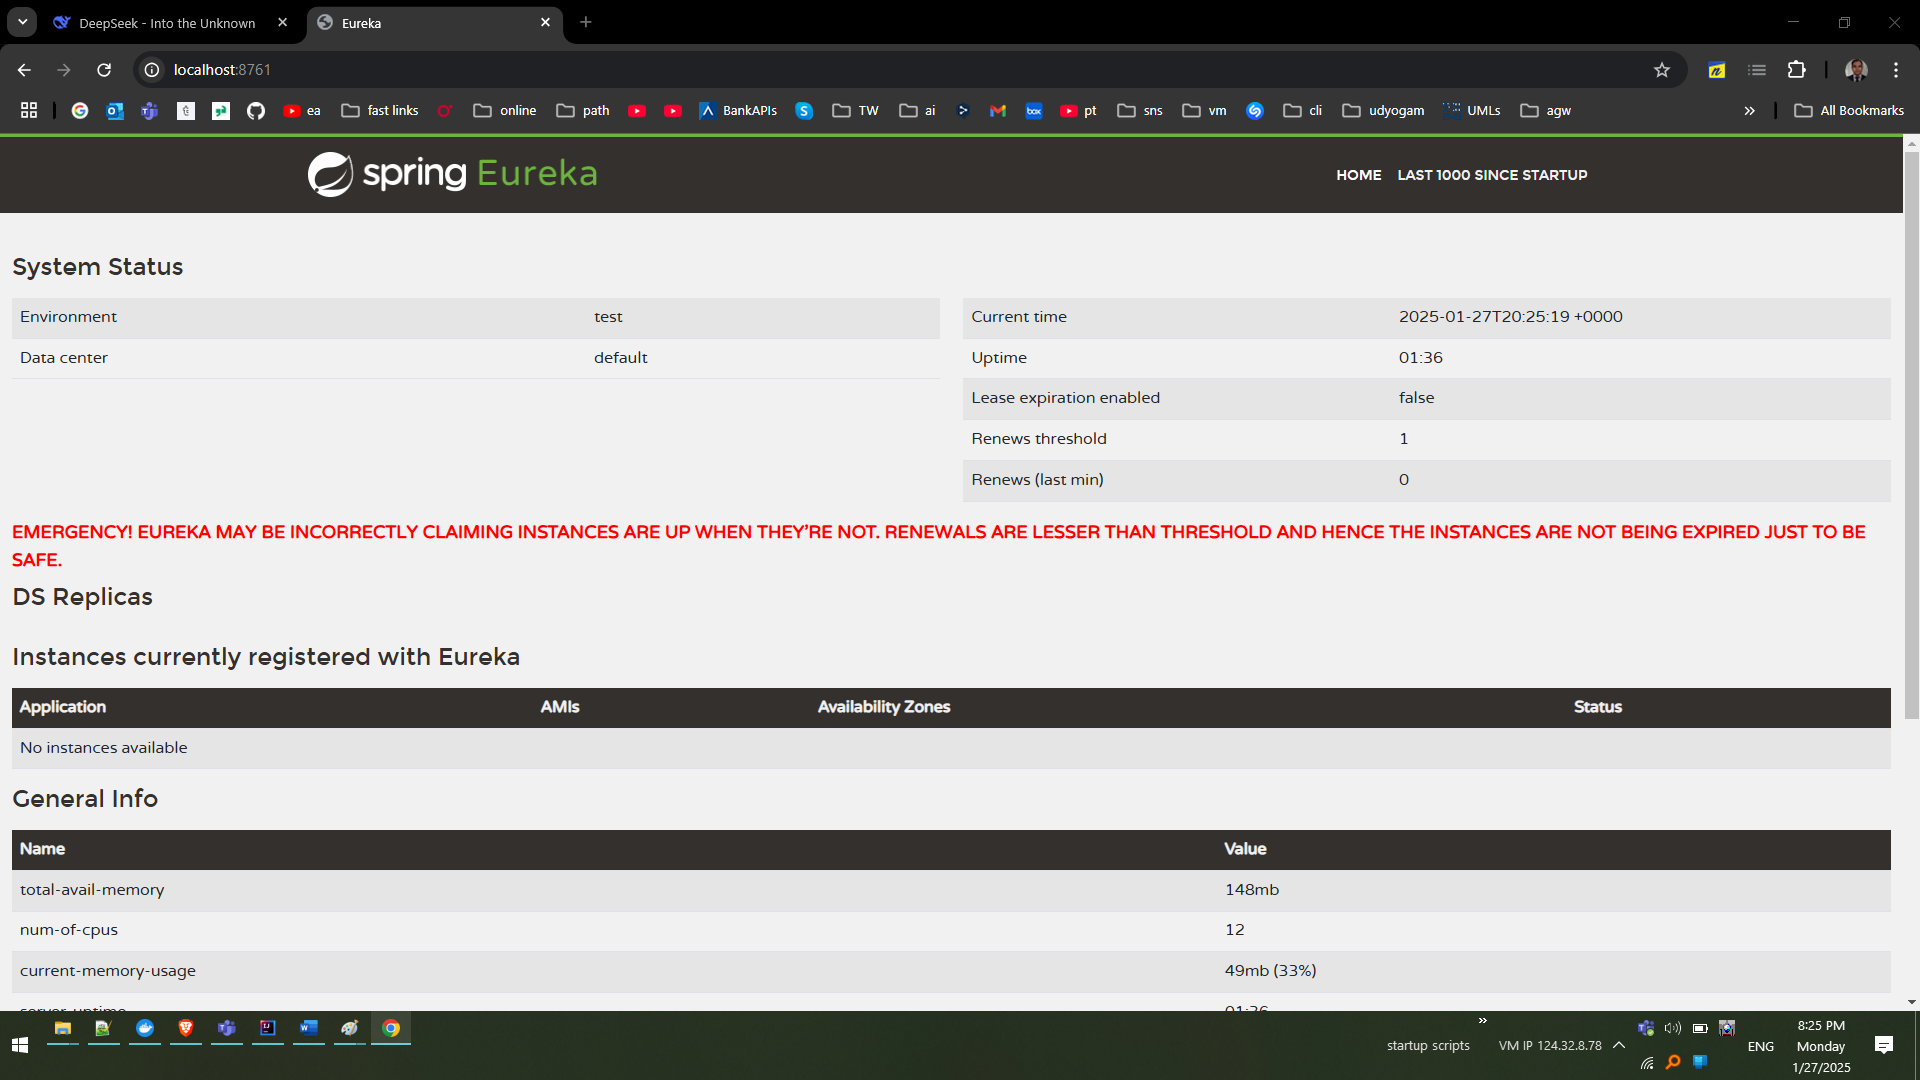 DeepSeek - Into the Unknown
Eureka
localhost:8761
ea
fast links
online
path
BankAPIs
TW
ai
box
pt
sns
vm
cli
udyogam
UMLs
agw
All Bookmarks
spring Eureka
HOME
LAST 1000 SINCE STARTUP
System Status
Environment test
Data center default
Current time 2025-01-27T20:25:19 +0000
Uptime 01:36
Lease expiration enabled false
Renews threshold 1
Renews (last min) 0
EMERGENCY! EUREKA MAY BE INCORRECTLY CLAIMING INSTANCES ARE UP WHEN THEY'RE NOT. RENEWALS ARE LESSER THAN THRESHOLD AND HENCE THE INSTANCES ARE NOT BEING EXPIRED JUST TO BE
SAFE.
DS Replicas
Instances currently registered with Eureka
Application AMIs Availability Zones Status
No instances available
General Info
Name Value
total-avail-memory 148mb
num-of-cpus 12
current-memory-usage 49mb (33%)
server-uptime 01:36
startup scripts
VM IP 124.32.8.78
ENG
8:25 PM
Monday
1/27/2025